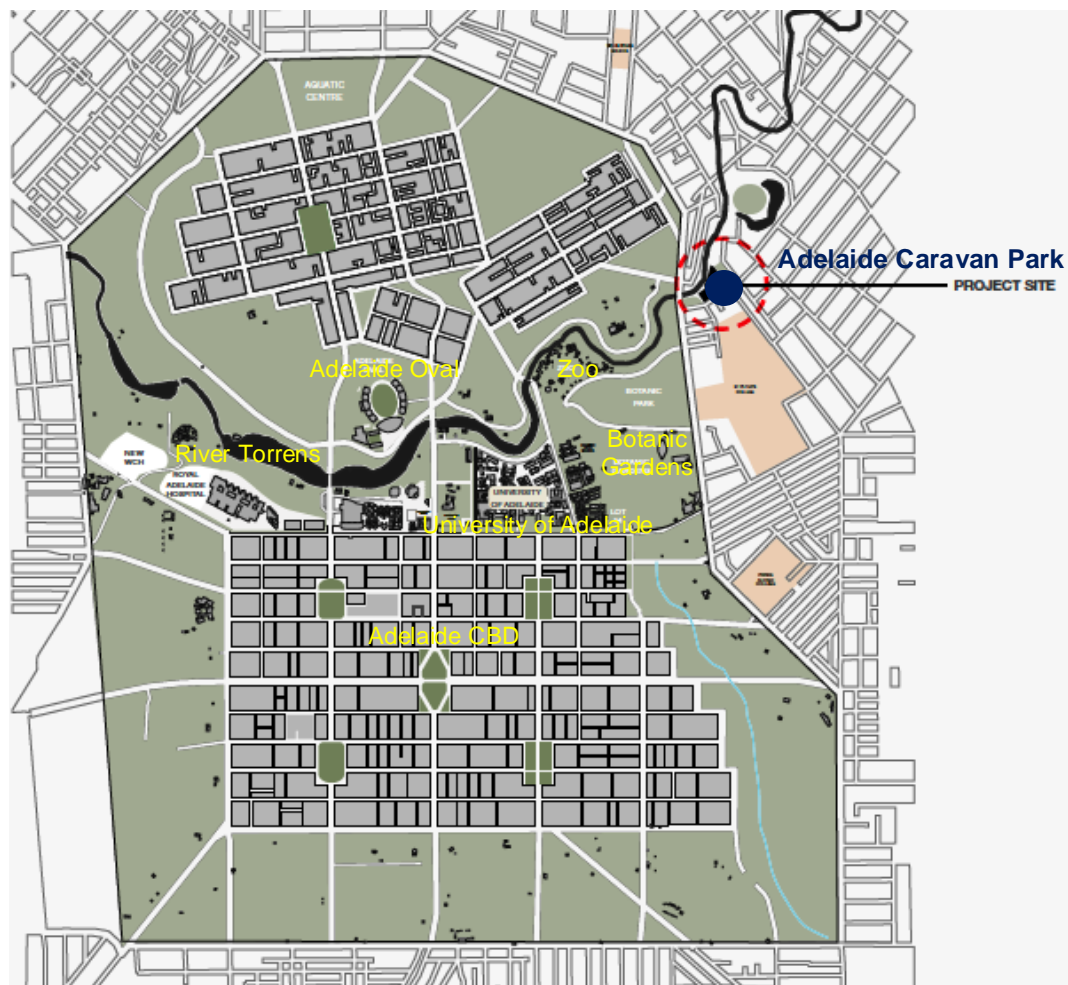 AQUATIC
CENTRE
Adelaide Caravan Park
PROJECT SITE
Adelaide Oval
Zoo
BOTANIC
PARK
Botanic
Gardens
River Torrens
NEW
WCH
ROYAL
ADELAIDE
HOSPITAL
UNIVERSITY
OF ADELAIDE
LOT
University of Adelaide
Adelaide CBD